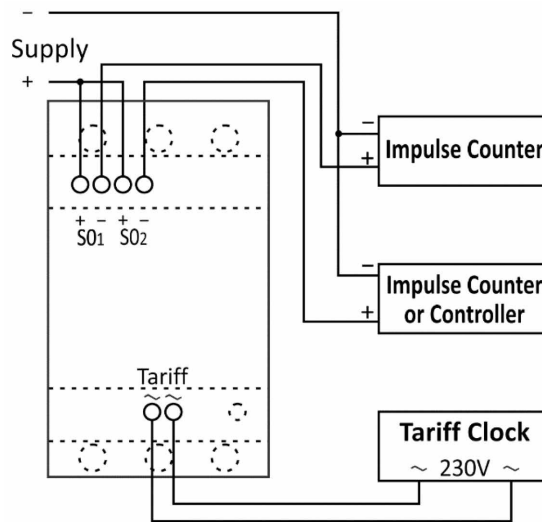 −
Supply
+
−
+
Impulse Counter
+ − + −
S01 S02
−
+
Impulse Counter
or Controller
Tariff
~ ~
Tariff Clock
~ 230V ~